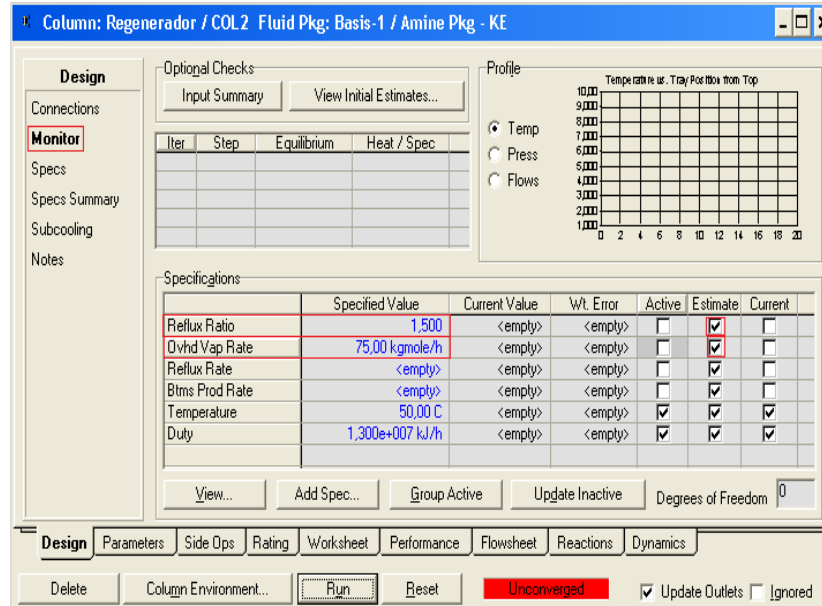 Column: Regenerador / COL2 Fluid Pkg: Basis-1 / Amine Pkg - KE
Design
Connections
Monitor
Specs
Specs Summary
Subcooling
Notes
Optional Checks
Input Summary
View Initial Estimates...
Iter Step Equilibrium Heat / Spec
Profile
Temp
Press
Flows
Temperature vs. Tray Position from Top
10,00
9,000
8,000
7,000
6,000
5,000
4,000
3,000
2,000
1,000
0 2 4 6 8 10 12 14 16 18 20
Specifications
Specified Value Current Value Wt. Error Active Estimate Current
Reflux Ratio 1,500 <empty> <empty>
Ovhd Vap Rate 75,00 kgmole/h <empty> <empty>
Reflux Rate <empty> <empty> <empty>
Btms Prod Rate <empty> <empty> <empty>
Temperature 50,00 C <empty> <empty>
Duty 1,300e+007 kJ/h <empty> <empty>
View... Add Spec... Group Active Update Inactive Degrees of Freedom 0
Design Parameters Side Ops Rating Worksheet Performance Flowsheet Reactions Dynamics
Delete Column Environment... Run Reset Unconverged Update Outlets Ignored